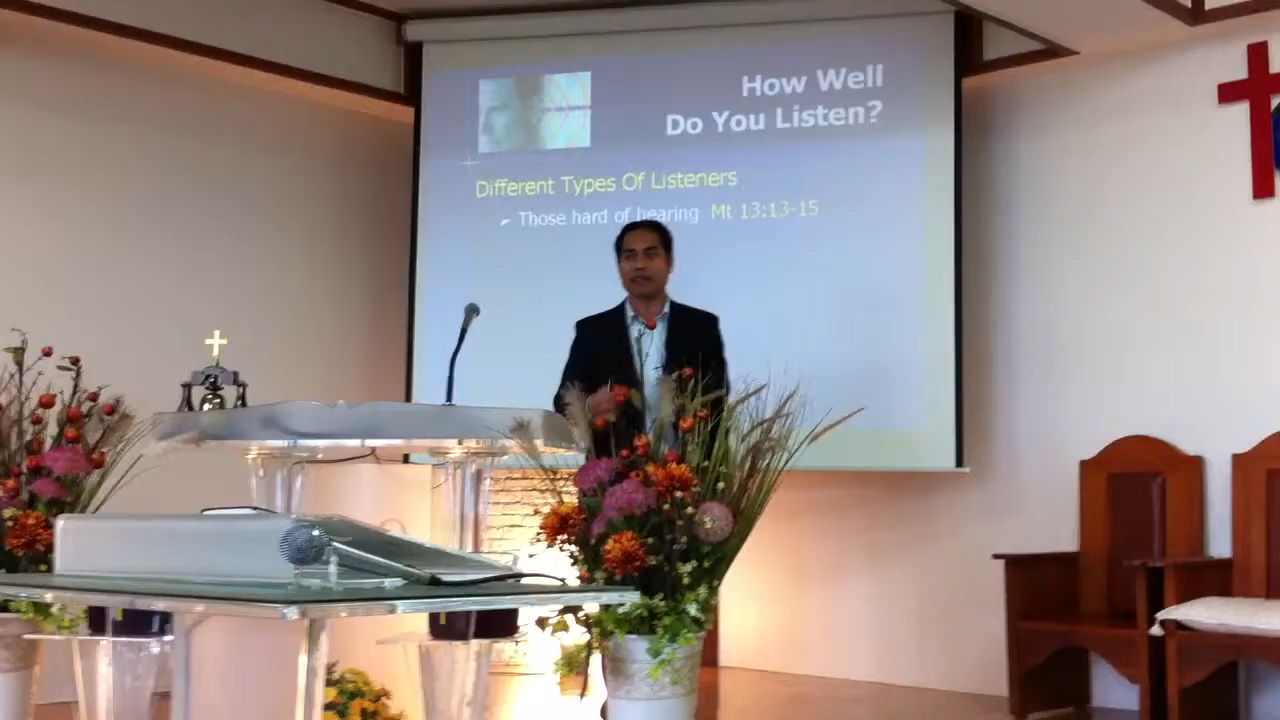 How Well
Do You Listen?
Different Types Of Listeners
Those hard of hearing Mt 13:13-15